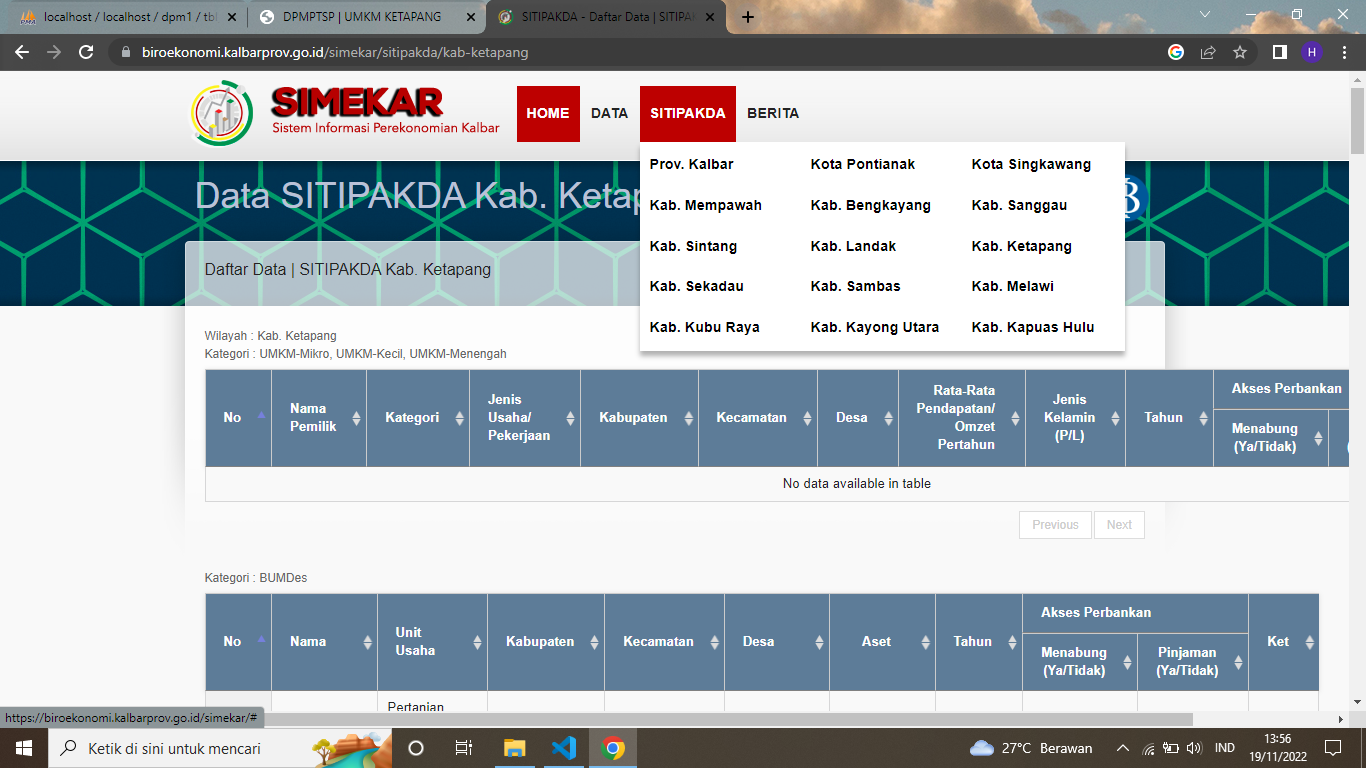 localhost / localhost / dpm1 / tbl
DPMPTSP | UMKM KETAPANG
SITIPAKDA - Daftar Data | SITIPA
biroekonomi.kalbarprov.go.id/simekar/sitipakda/kab-ketapang
H
SIMEKAR
Sistem Informasi Perekonomian Kalbar
HOME DATA SITIPAKDA BERITA
Prov. Kalbar Kota Pontianak Kota Singkawang
Kab. Mempawah Kab. Bengkayang Kab. Sanggau
Kab. Sintang Kab. Landak Kab. Ketapang
Kab. Sekadau Kab. Sambas Kab. Melawi
Kab. Kubu Raya Kab. Kayong Utara Kab. Kapuas Hulu
Data SITIPAKDA Kab. Ketap
Daftar Data | SITIPAKDA Kab. Ketapang
Wilayah : Kab. Ketapang
Kategori : UMKM-Mikro, UMKM-Kecil, UMKM-Menengah
No
Nama
Pemilik
Kategori
Jenis
Usaha/
Pekerjaan
Kabupaten
Kecamatan
Desa
Rata-Rata
Pendapatan/
Omzet
Pertahun
Jenis
Kelamin
(P/L)
Tahun
Akses Perbankan
Menabung
(Ya/Tidak)
No data available in table
Previous Next
Kategori : BUMDes
No
Nama
Unit
Usaha
Kabupaten
Kecamatan
Desa
Aset
Tahun
Akses Perbankan
Menabung
(Ya/Tidak)
Pinjaman
(Ya/Tidak)
Ket
Pertanian
https://biroekonomi.kalbarprov.go.id/simekar/#
Ketik di sini untuk mencari
27°C Berawan
IND
13:56
19/11/2022